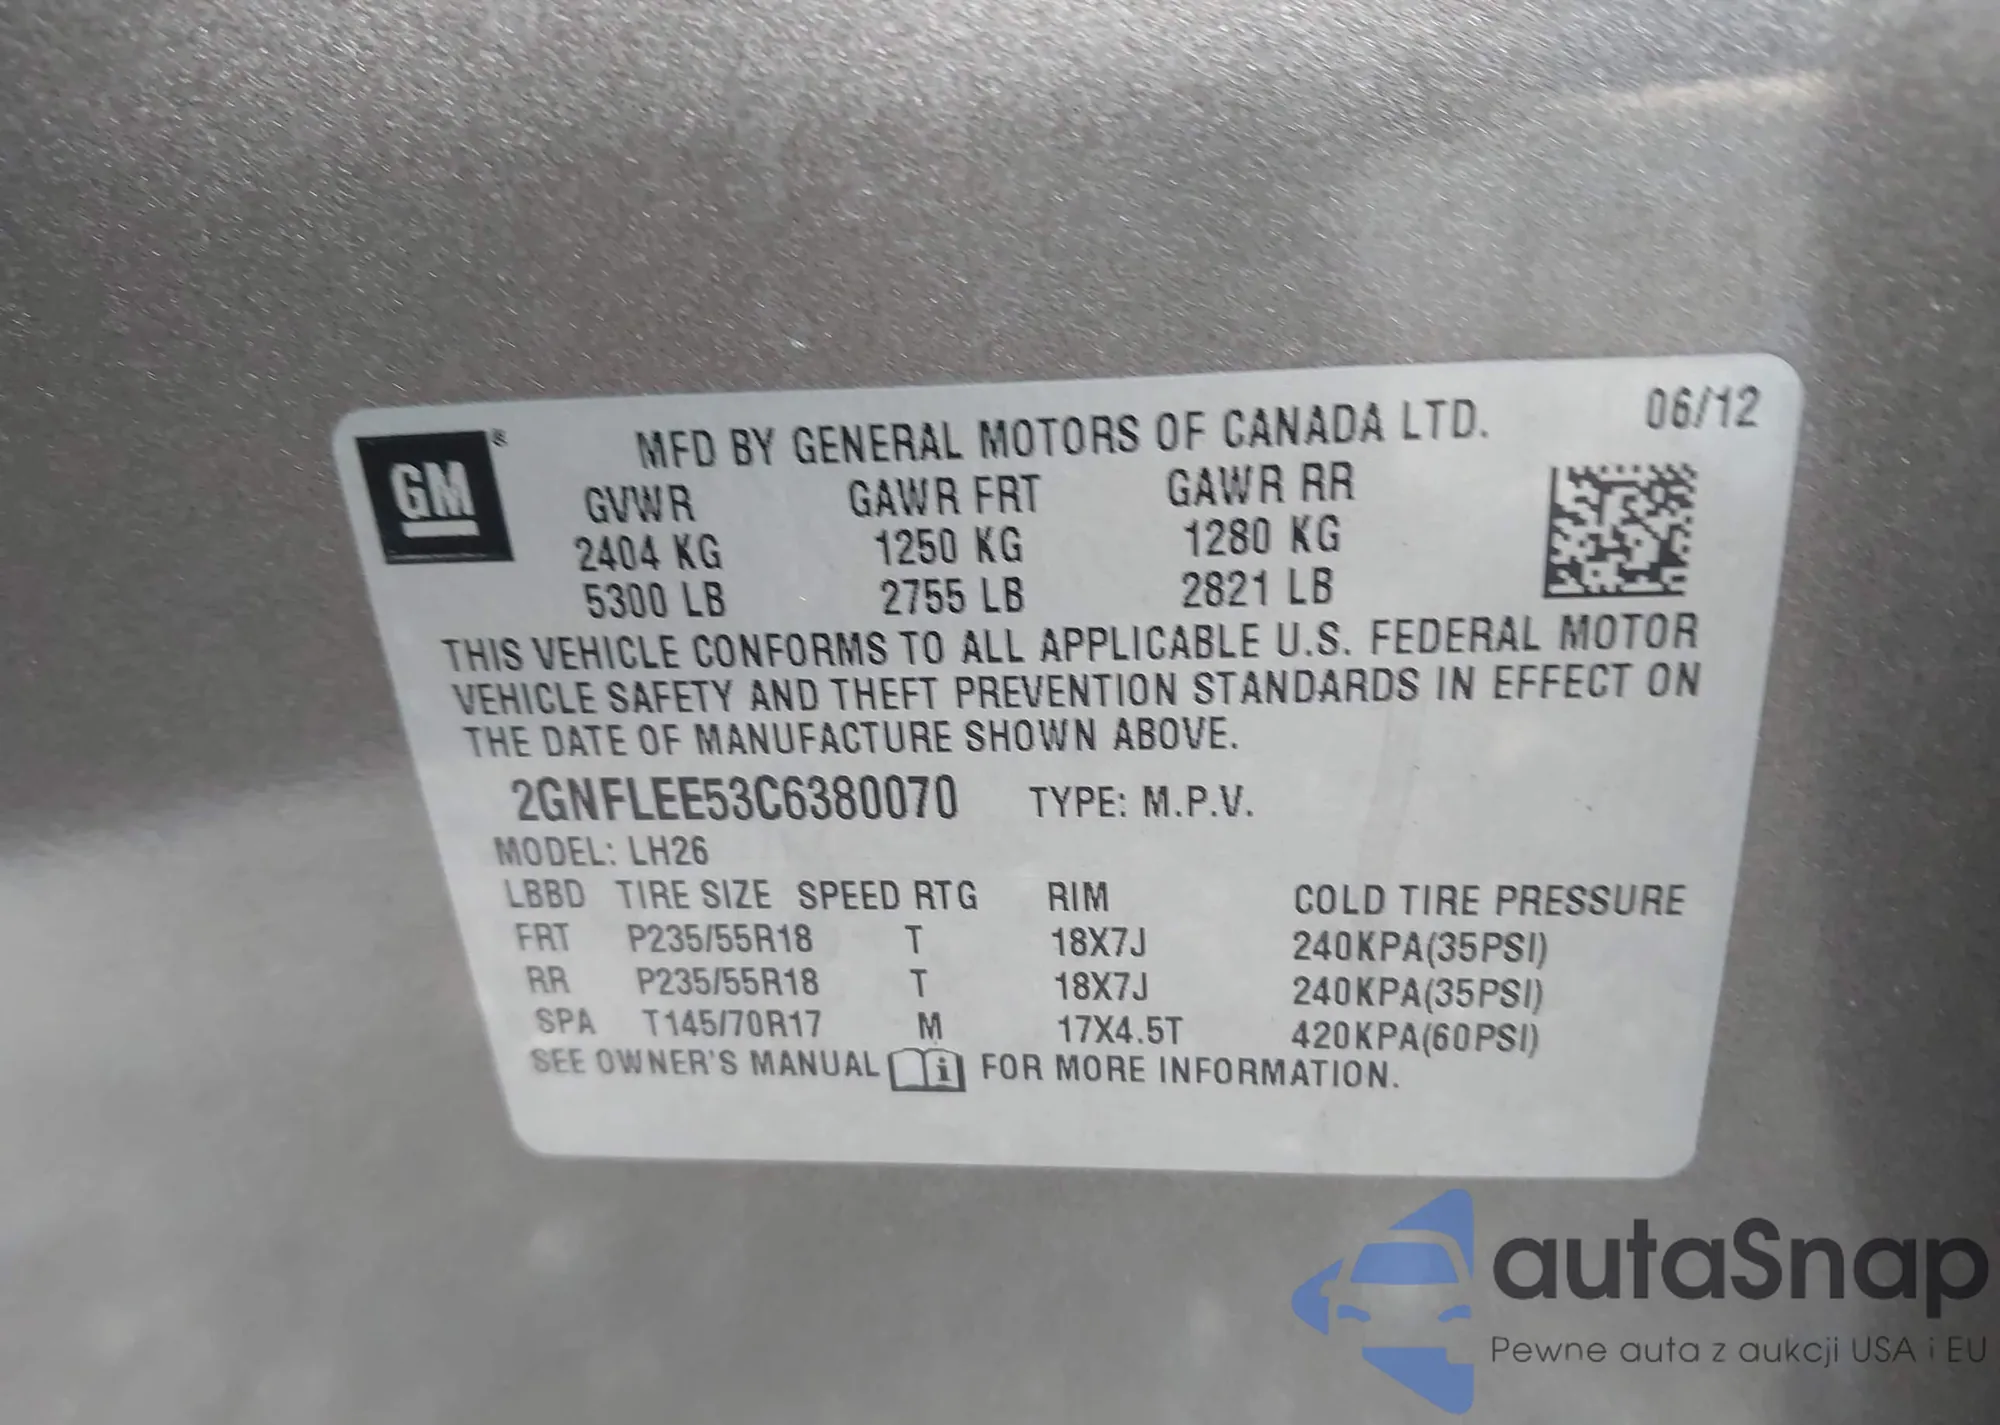 GM ®
MFD BY GENERAL MOTORS OF CANADA LTD. 06/12
GVWR GAWR FRT GAWR RR
2404 KG 1250 KG 1280 KG
5300 LB 2755 LB 2821 LB
THIS VEHICLE CONFORMS TO ALL APPLICABLE U.S. FEDERAL MOTOR
VEHICLE SAFETY AND THEFT PREVENTION STANDARDS IN EFFECT ON
THE DATE OF MANUFACTURE SHOWN ABOVE.
2GNFLEE53C6380070 TYPE: M.P.V.
MODEL: LH26
LBBD TIRE SIZE SPEED RTG RIM COLD TIRE PRESSURE
FRT P235/55R18 T 18X7J 240KPA(35PSI)
RR P235/55R18 T 18X7J 240KPA(35PSI)
SPA T145/70R17 M 17X4.5T 420KPA(60PSI)
SEE OWNER'S MANUAL i FOR MORE INFORMATION.
autaSnap
Pewne auta z aukcji USA i EU